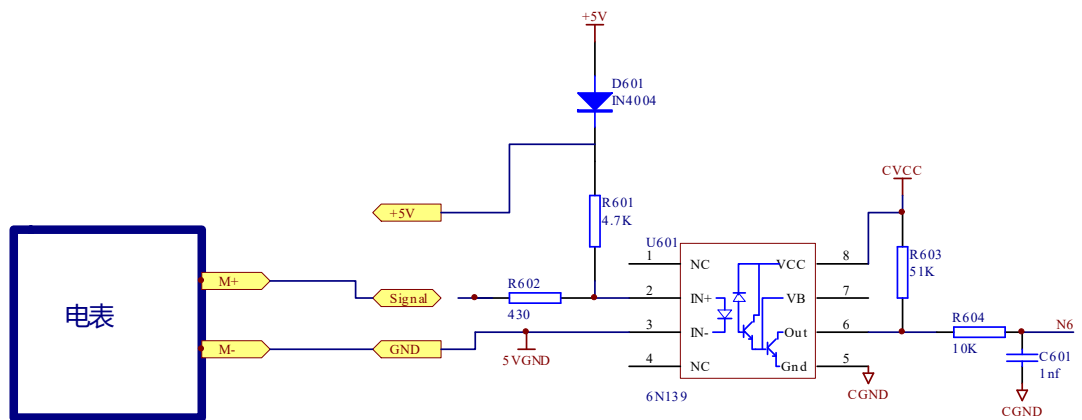 +5V
D601
IN4004
+5V
R601
4.7K
CVCC
U601
R603
51K
电表
M+
Signal
R602
430
M-
GND
5VGND
1
2
3
4
NC
IN+
IN-
NC
VCC
VB
Out
Gnd
8
7
6
5
6N139
R604
10K
N6
C601
1nf
CGND
CGND